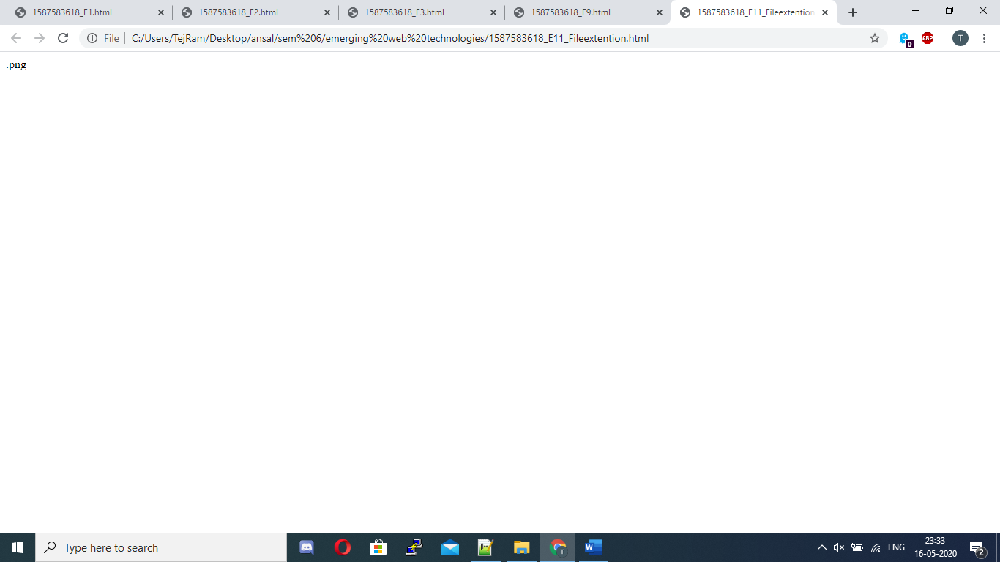 1587583618_E1.html
1587583618_E2.html
1587583618_E3.html
1587583618_E9.html
1587583618_E11_Fileextention
File
C:/Users/TejRam/Desktop/ansal/sem%206/emerging%20web%20technologies/1587583618_E11_Fileextention.html
0
ABP
T
.png
Type here to search
T
W
ENG
23:33
16-05-2020
2